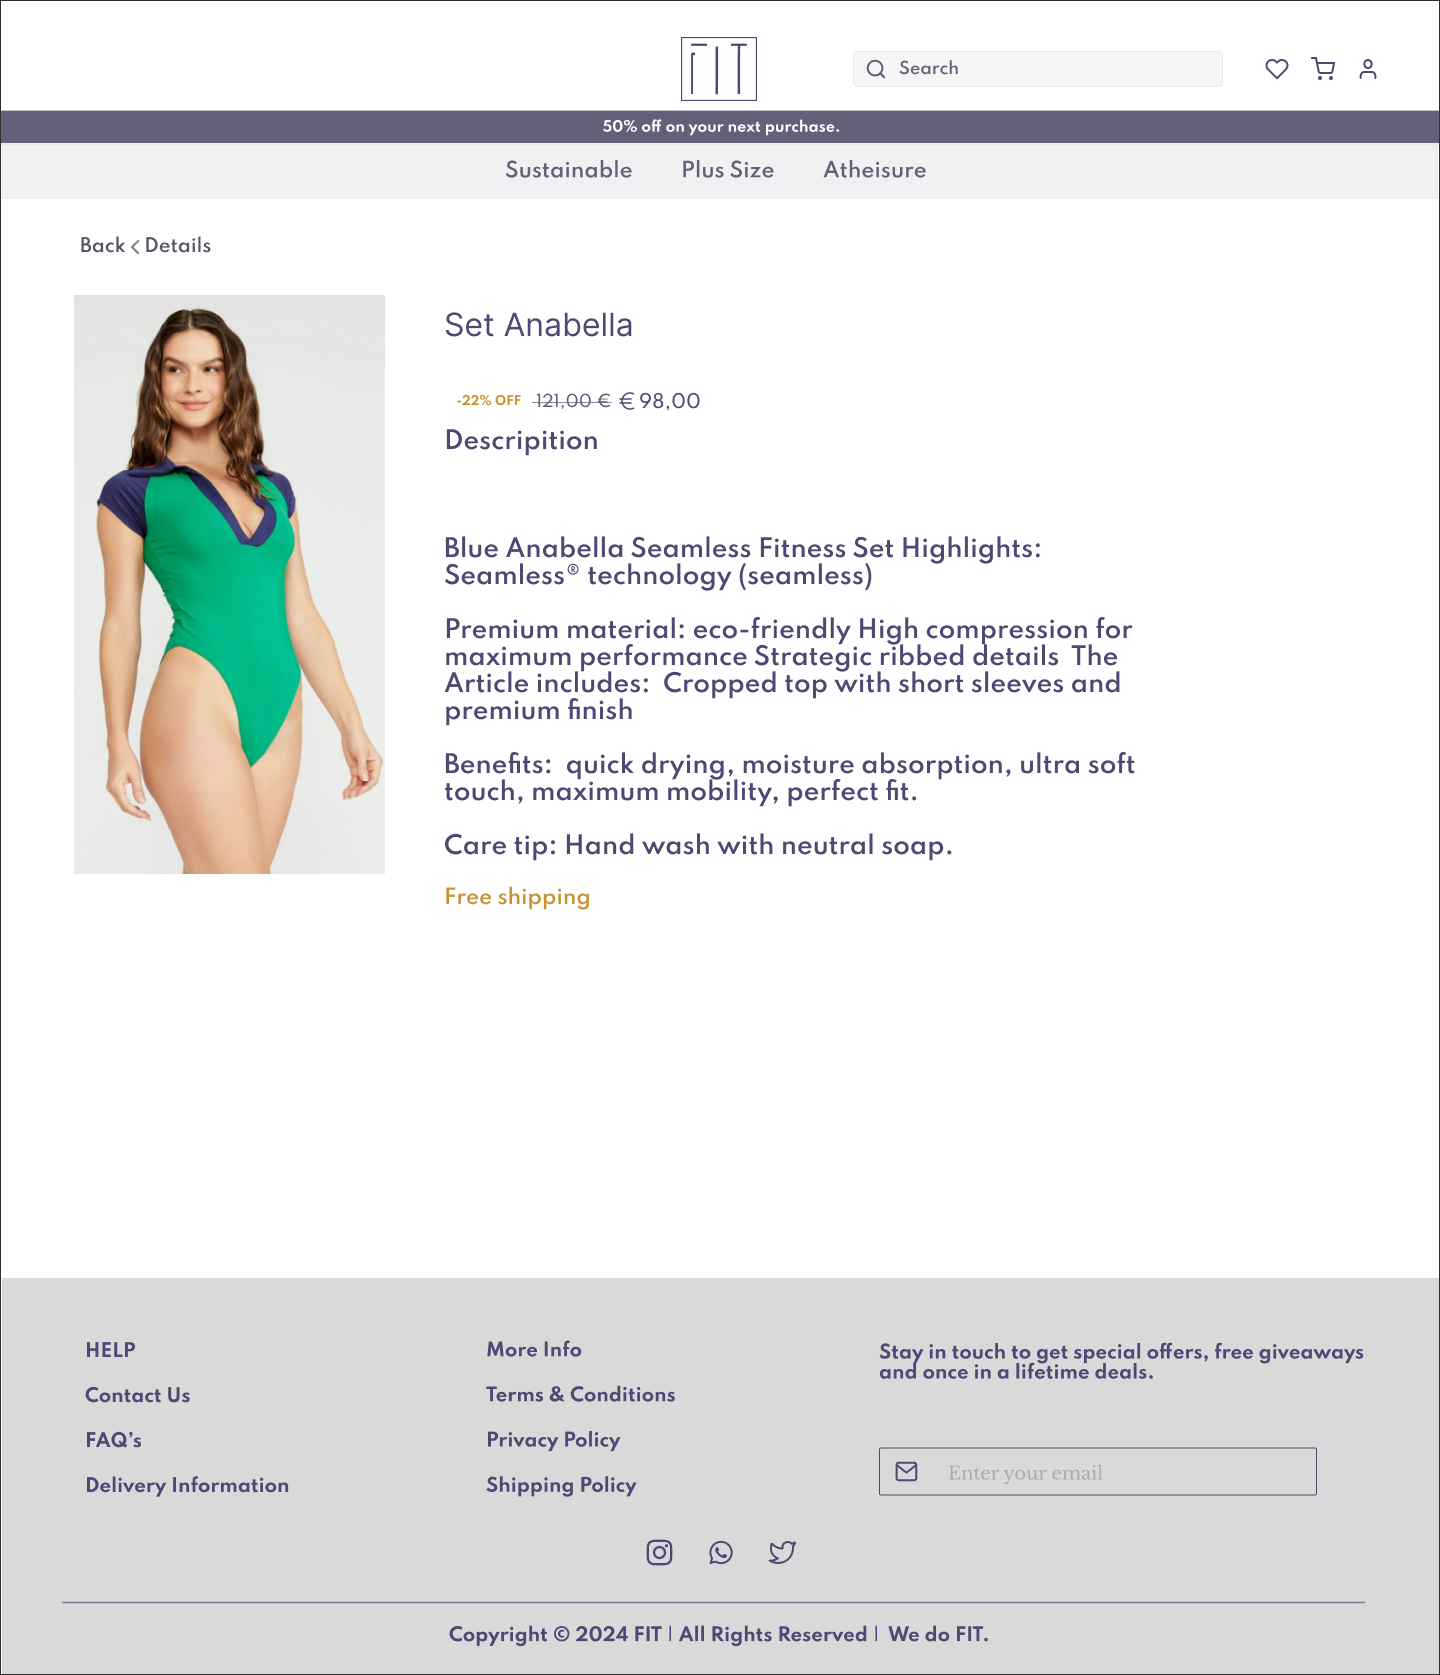 FIT
Search
50% off on your next purchase.
Sustainable Plus Size Atheisure
Back < Details
Set Anabella
-22% OFF 121,00 € € 98,00
Descripition
Blue Anabella Seamless Fitness Set Highlights:
Seamless® technology (seamless)
Premium material: eco-friendly High compression for
maximum performance Strategic ribbed details The
Article includes: Cropped top with short sleeves and
premium finish
Benefits: quick drying, moisture absorption, ultra soft
touch, maximum mobility, perfect fit.
Care tip: Hand wash with neutral soap.
Free shipping
HELP
Contact Us
FAQ’s
Delivery Information
More Info
Terms & Conditions
Privacy Policy
Shipping Policy
Stay in touch to get special offers, free giveaways
and once in a lifetime deals.
Enter your email
Copyright © 2024 FIT | All Rights Reserved | We do FIT.